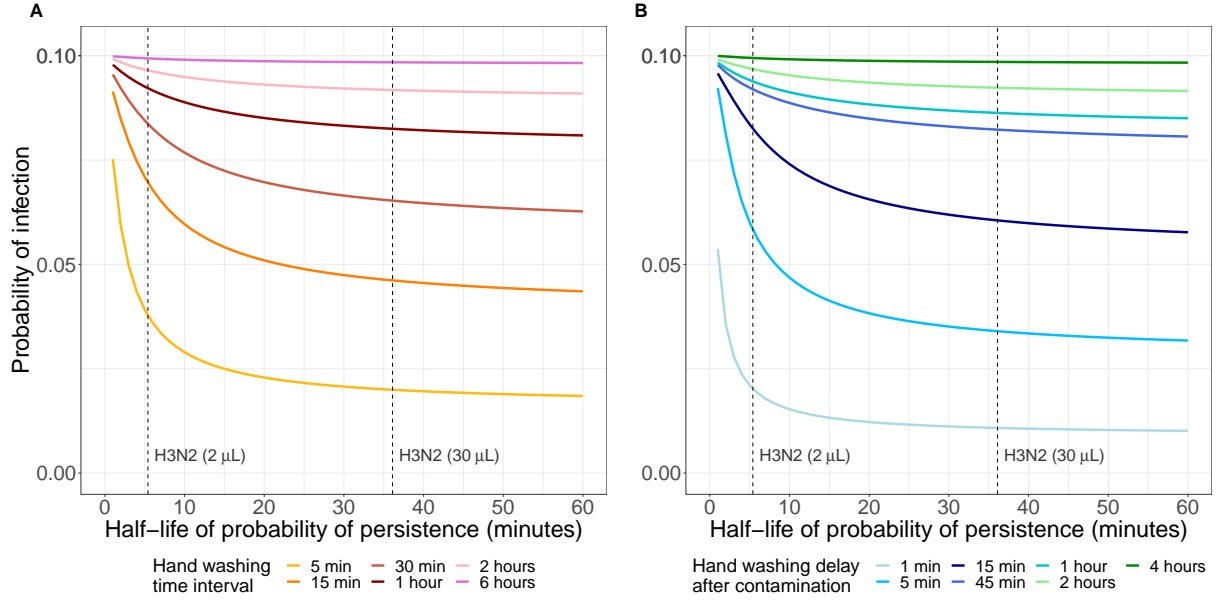 A
Probability of infection
0.10
0.05
0.00
H3N2 (2 μL)
H3N2 (30 μL)
0 10 20 30 40 50 60
Half−life of probability of persistence (minutes)
Hand washing
time interval
5 min 30 min 2 hours
15 min 1 hour 6 hours
B
0.10
0.05
0.00
H3N2 (2 μL)
H3N2 (30 μL)
0 10 20 30 40 50 60
Half−life of probability of persistence (minutes)
Hand washing delay
after contamination
1 min 15 min 1 hour 4 hours
5 min 45 min 2 hours